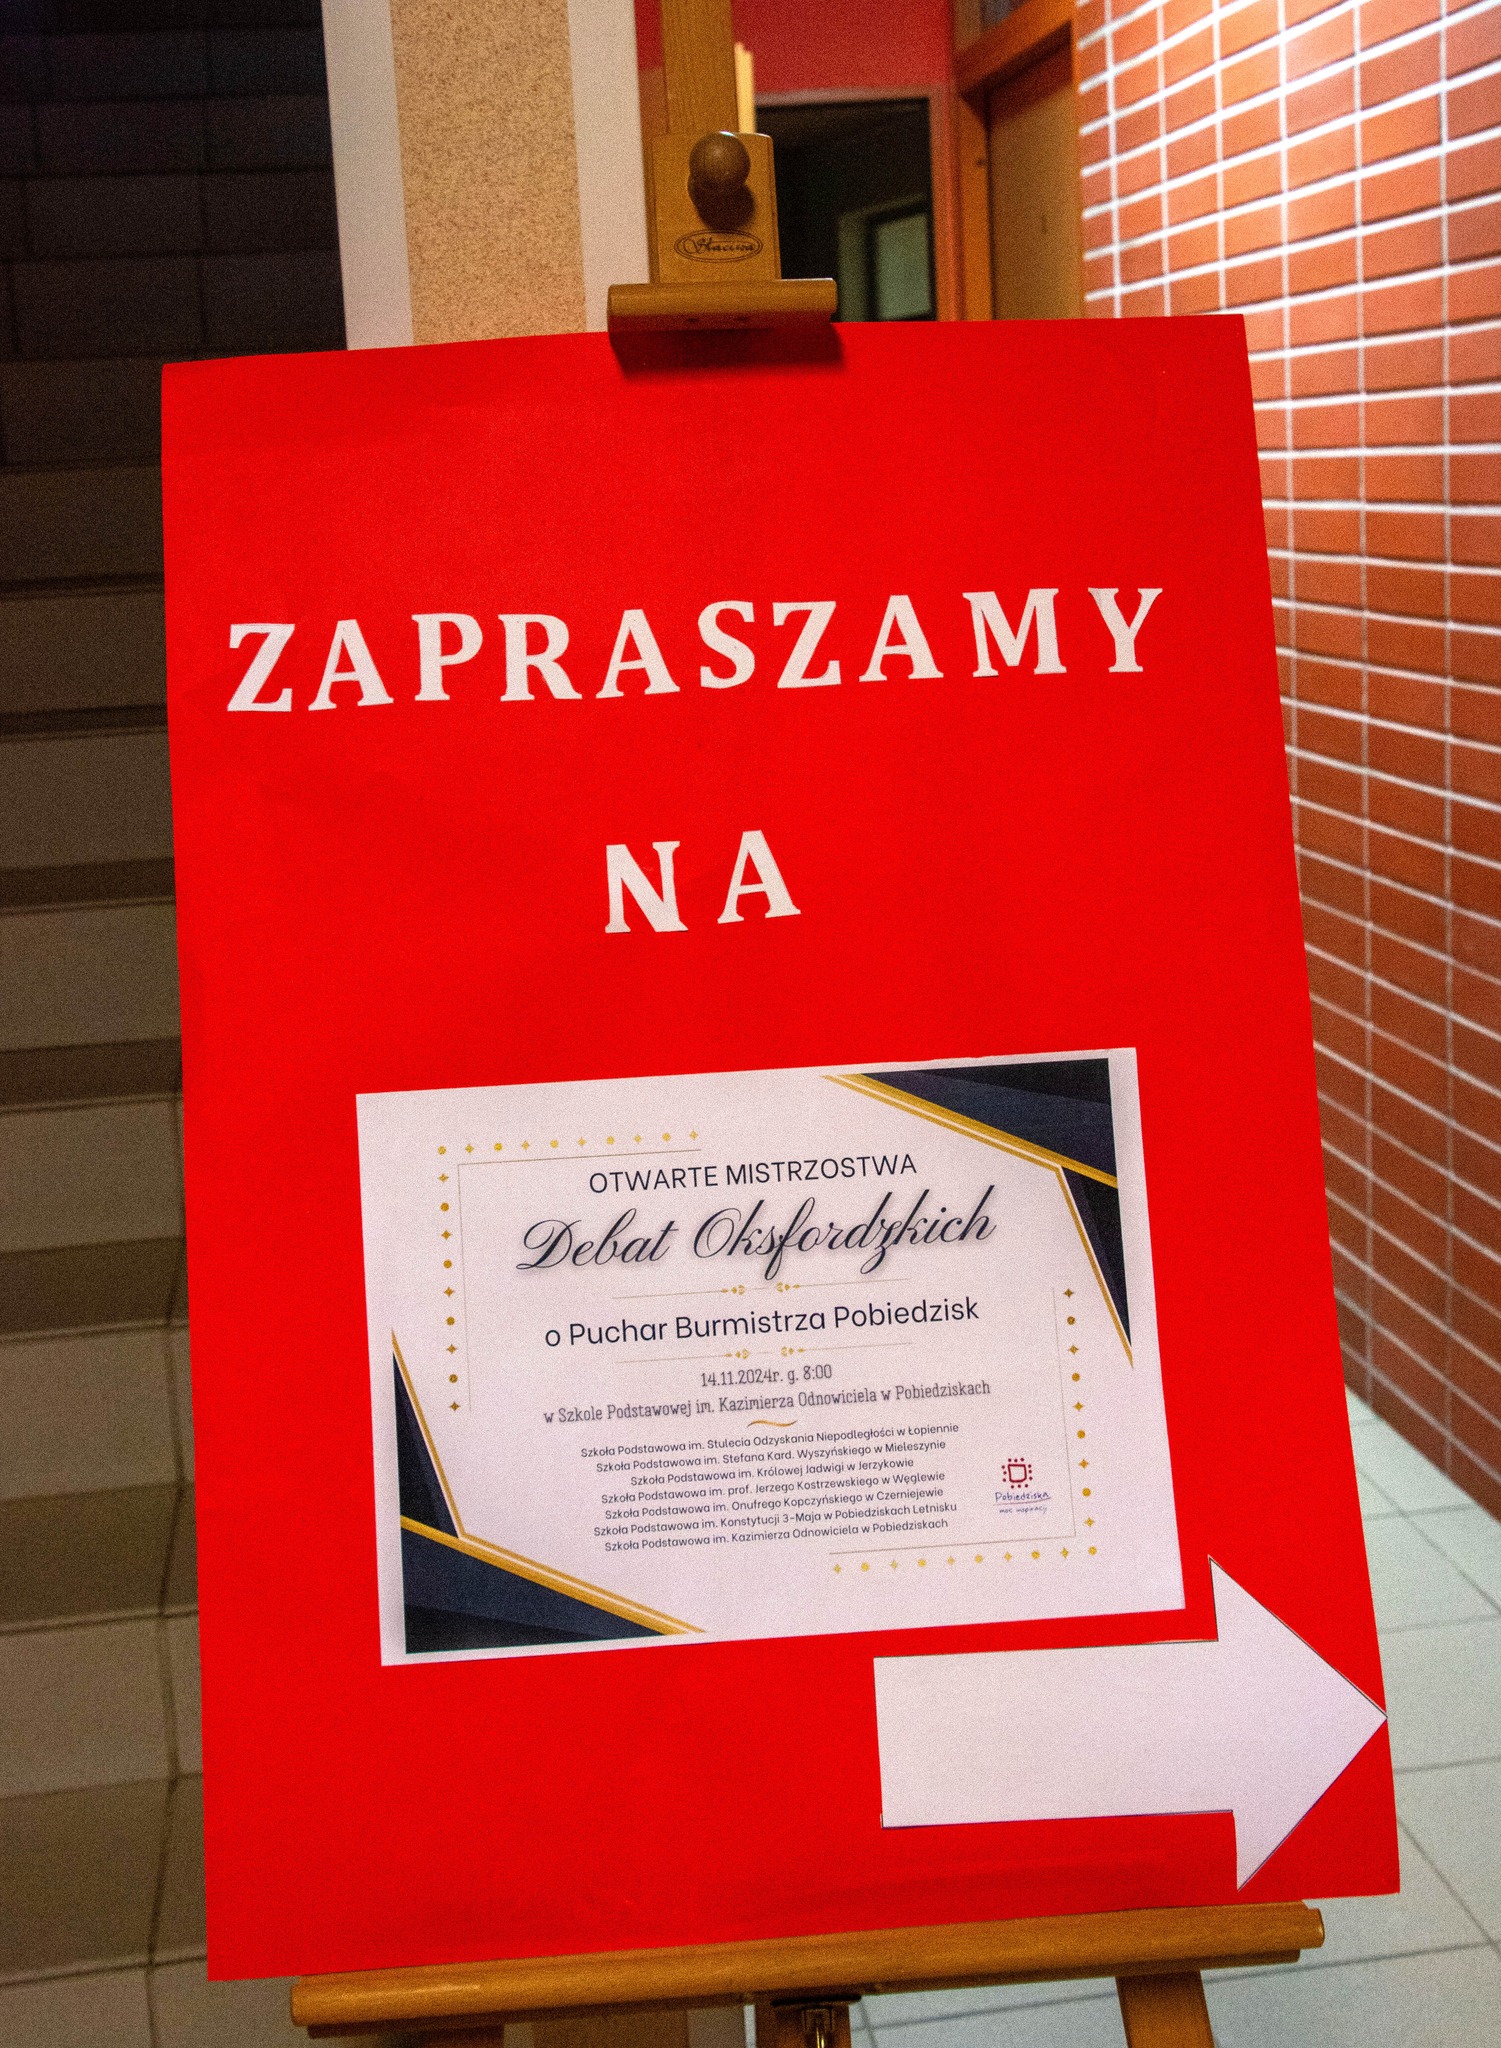 Stacisa
ZAPRASZAMY
NA
OTWARTE MISTRZOSTWA
Debat Oksfordzkich
o Puchar Burmistrza Pobiedzisk
14.11.2024r. g. 8:00
w Szkole Podstawowej im. Kazimierza Odnowiciela w Pobiedziskach
Szkoła Podstawowa im. Stulecia Odzyskania Niepodległości w Łopiennie
Szkoła Podstawowa im. Stefana Kard. Wyszyńskiego w Mieleszynie
Szkoła Podstawowa im. Królowej Jadwigi w Jerzykowie
Szkoła Podstawowa im. prof. Jerzego Kostrzewskiego w Węglewie
Szkoła Podstawowa im. Onufrego Kopczyńskiego w Czerniejewie
Szkoła Podstawowa im. Konstytucji 3-Maja w Pobiedziskach Letnisku
Szkoła Podstawowa im. Kazimierza Odnowiciela w Pobiedziskach
Pobiedziska
moc inspiracji